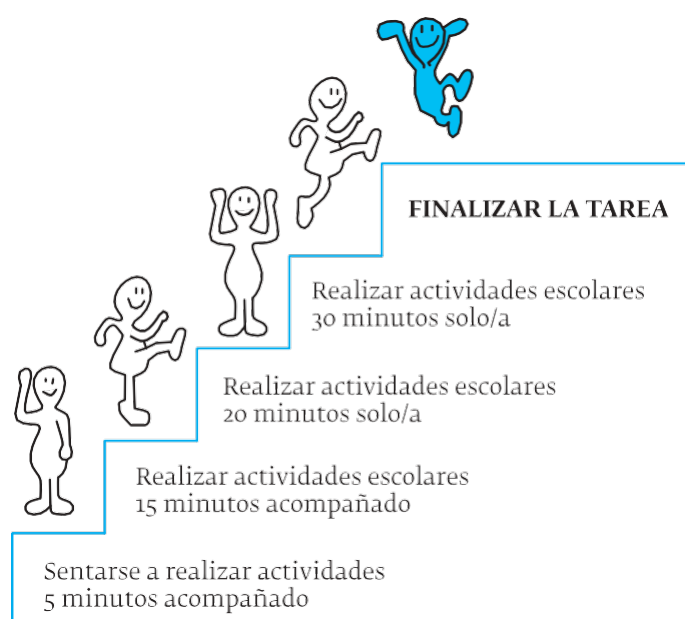 FINALIZAR LA TAREA
Realizar actividades escolares
30 minutos solo/a
Realizar actividades escolares
20 minutos solo/a
Realizar actividades escolares
15 minutos acompañado
Sentarse a realizar actividades
5 minutos acompañado